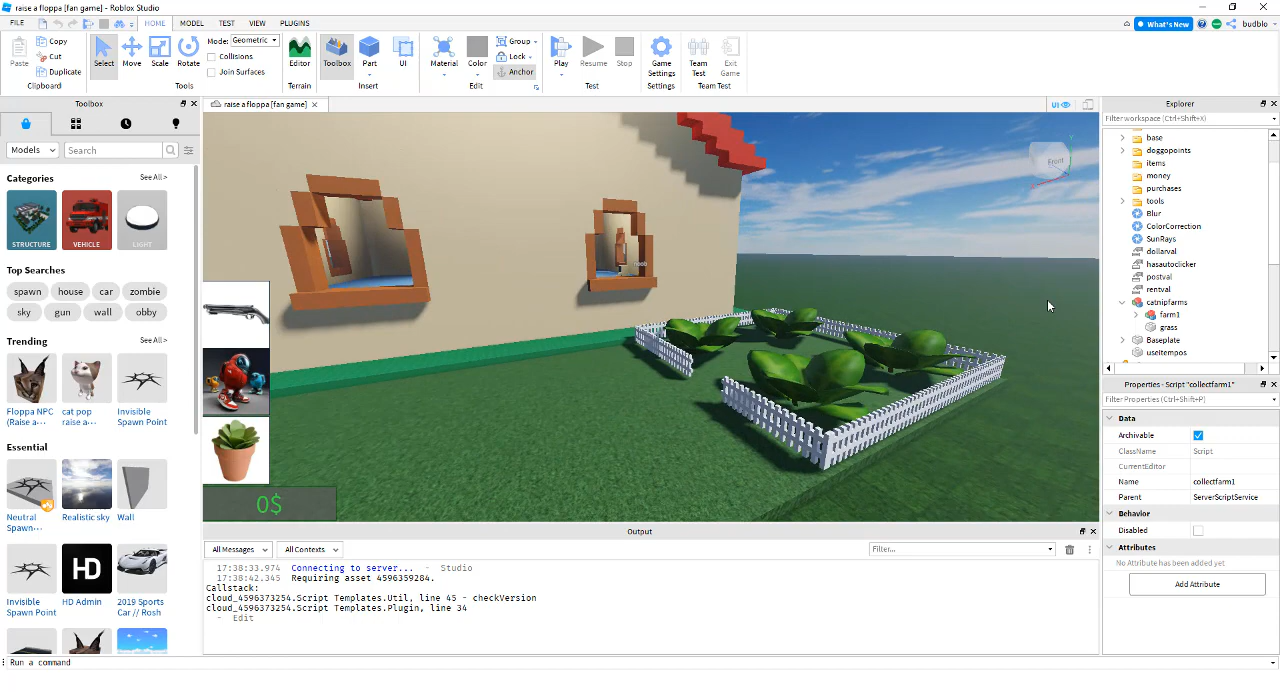 raise a floppa [fan game] - Roblox Studio
FILE
HOME
MODEL
TEST
VIEW
PLUGINS
What's New
budblo
Paste
Copy
Cut
Duplicate
Clipboard
Select
Move
Scale
Rotate
Mode: Geometric
Collisions
Join Surfaces
Tools
Editor
Terrain
Toolbox
Part
UI
Insert
Material
Color
Group
Lock
Anchor
Edit
Play
Resume
Stop
Test
Game
Settings
Settings
Team
Test
Exit
Game
Team Test
Toolbox
Models
Search
Categories
See All >
STRUCTURE
VEHICLE
LIGHT
Top Searches
spawn
house
car
zombie
sky
gun
wall
obby
Trending
See All >
Floppa NPC
(Raise a···
cat pop
raise a···
Invisible
Spawn Point
Essential
Neutral
Spawn···
Realistic sky
Wall
HD
Invisible
Spawn Point
HD Admin
2019 Sports
Car // Rosh
raise a floppa [fan game]
UI
Front
noob
0$
Output
All Messages
All Contexts
Filter...
17:38:33.974 Connecting to server... - Studio
17:38:42.345 Requiring asset 4596359284.
Callstack:
cloud_4596373254.Script Templates.Util, line 45 - checkVersion
cloud_4596373254.Script Templates.Plugin, line 34
- Edit
Explorer
Filter workspace (Ctrl+Shift+X)
base
doggopoints
items
money
purchases
tools
Blur
ColorCorrection
SunRays
dollarval
hasautoclicker
postval
rentval
catnipfarms
farm1
grass
Baseplate
useitempos
Properties - Script "collectfarm1"
Filter Properties (Ctrl+Shift+P)
Data
Archivable
ClassName Script
CurrentEditor
Name collectfarm1
Parent ServerScriptService
Behavior
Disabled
Attributes
No Attribute has been added yet
Add Attribute
Run a command